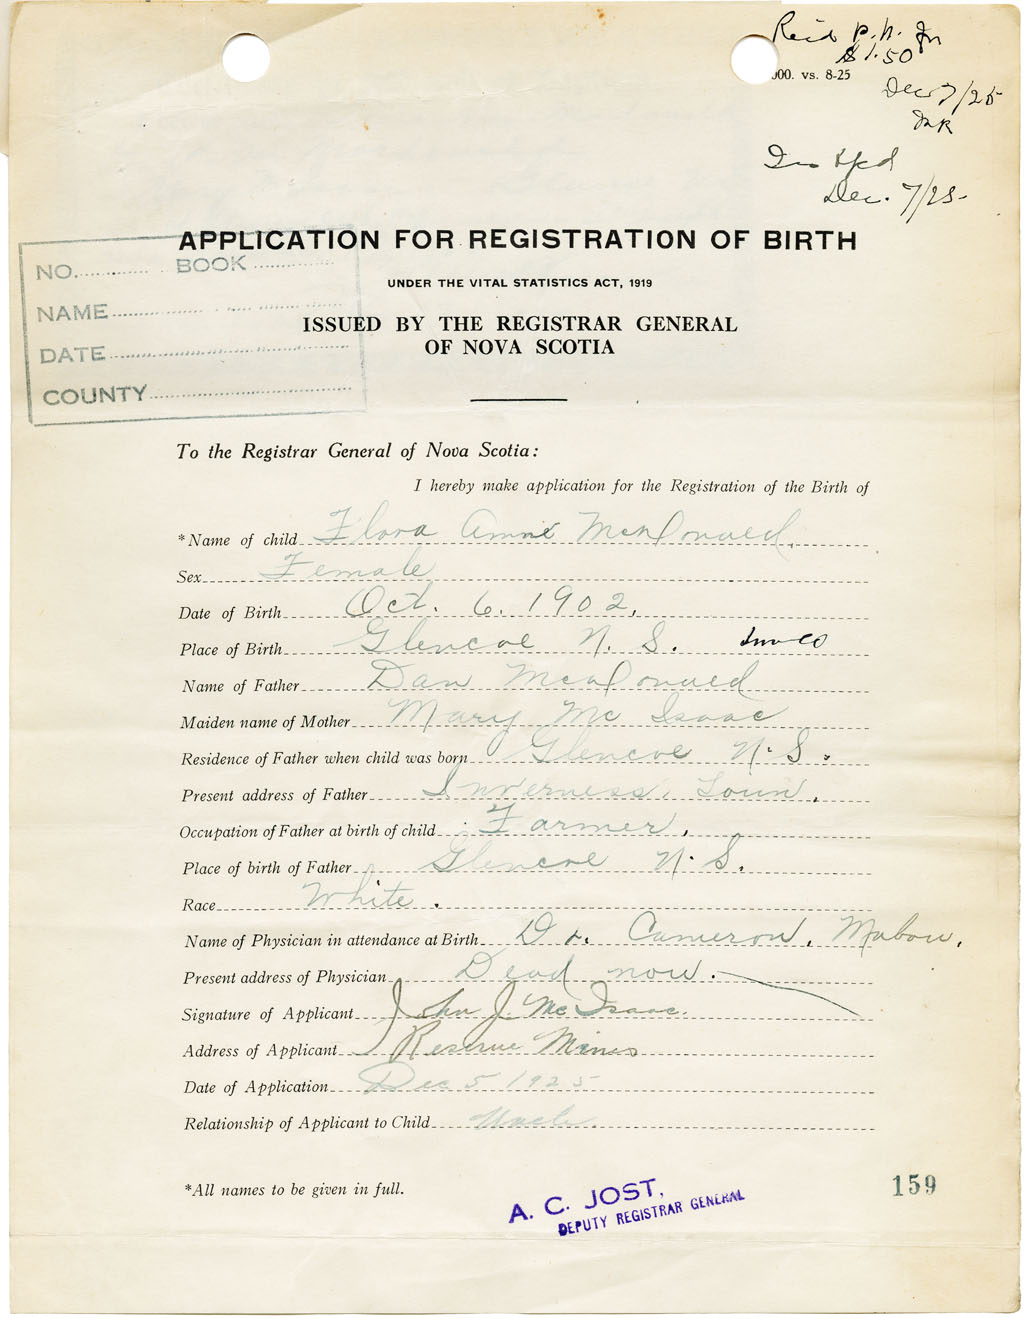 Rec'd P.N. for
$1.50
000. vs. 8-25
Dec 7/25
Dec. 7/25
APPLICATION FOR REGISTRATION OF BIRTH
UNDER THE VITAL STATISTICS ACT, 1919
ISSUED BY THE REGISTRAR GENERAL
OF NOVA SCOTIA
NO. BOOK
NAME
DATE
COUNTY
To the Registrar General of Nova Scotia:
I hereby make application for the Registration of the Birth of
*Name of child Flora Annie McDonald.
Sex Female
Date of Birth Oct. 6. 1902.
Place of Birth Glencoe N. S. Inv Co
Name of Father Dan McDonald
Maiden name of Mother Mary Mc Isaac
Residence of Father when child was born Glencoe N. S.
Present address of Father Inverness, Town.
Occupation of Father at birth of child Farmer.
Place of birth of Father Glencoe N. S.
Race White.
Name of Physician in attendance at Birth Dr. Cameron, Mabou.
Present address of Physician Dead now.
Signature of Applicant John J. McIsaac.
Address of Applicant Reserve Mines
Date of Application Dec 5 1925
Relationship of Applicant to Child Uncle.
*All names to be given in full.
A. C. JOST,
DEPUTY REGISTRAR GENERAL
159